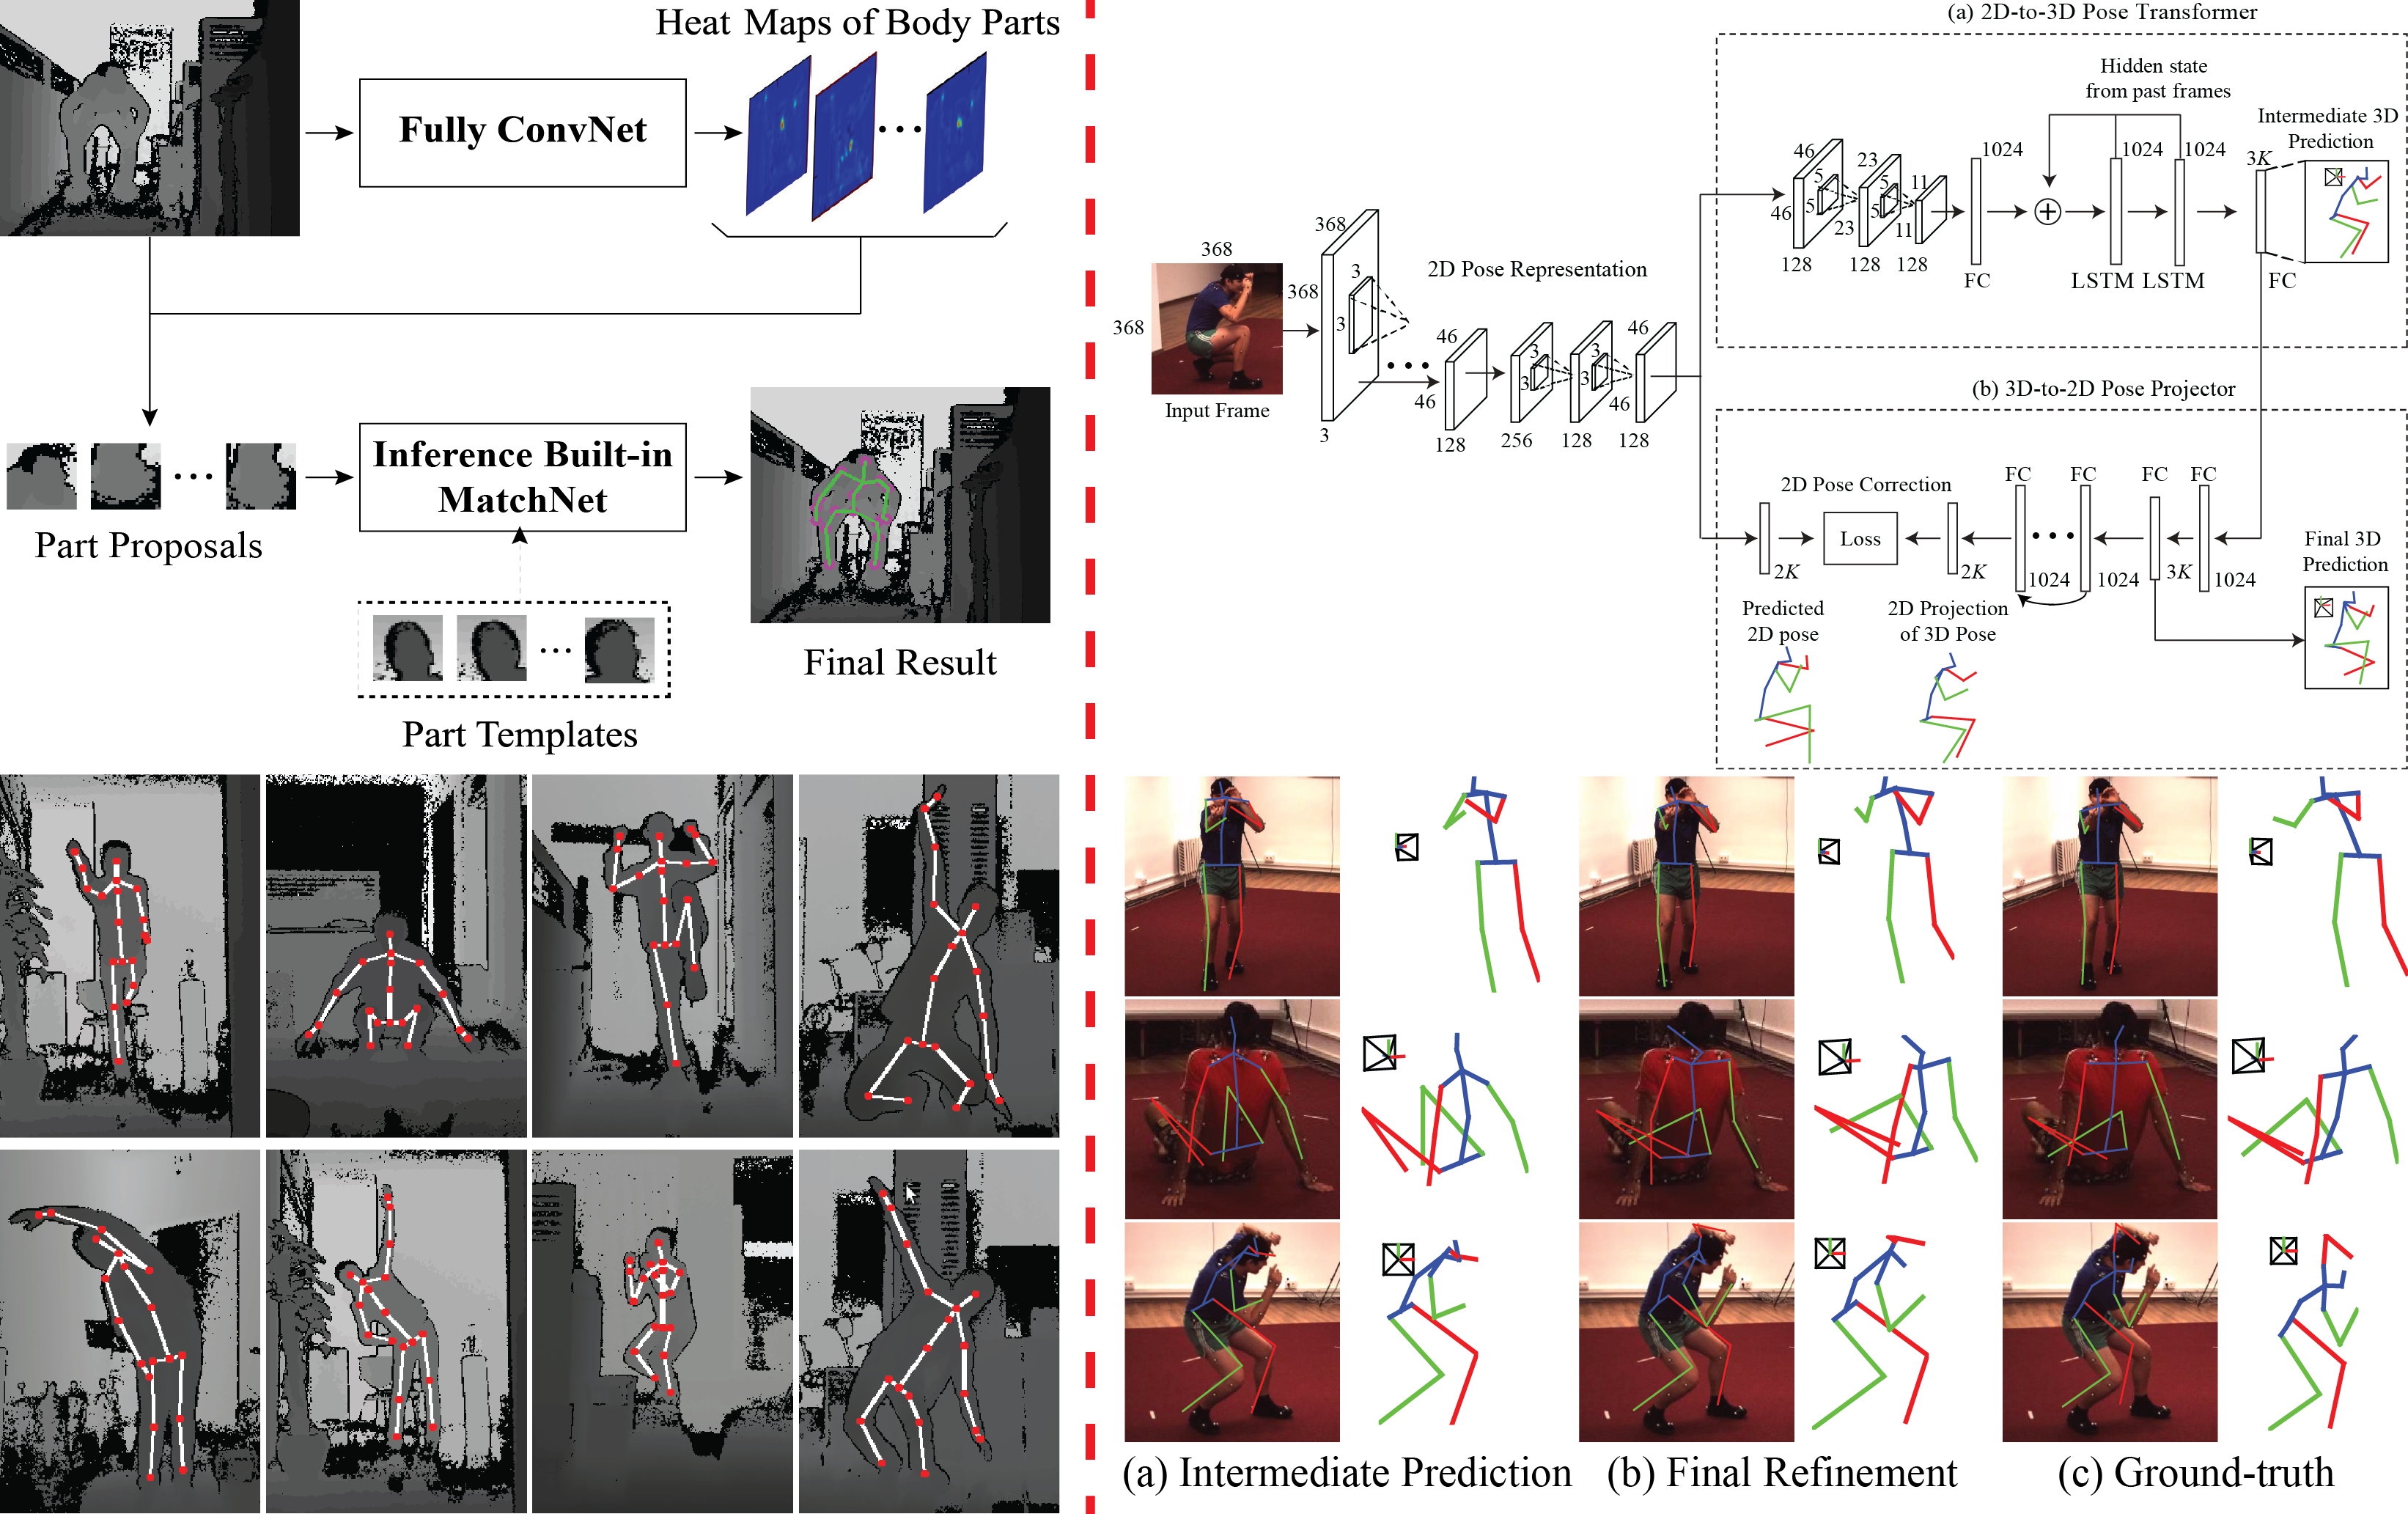 Heat Maps of Body Parts
Fully ConvNet
Inference Built-in
MatchNet
Part Proposals
Final Result
Part Templates
(a) 2D-to-3D Pose Transformer
Hidden state
from past frames
Intermediate 3D
Prediction
46
23
11
1024
1024
1024
3K
5
5
5
5
46
23
11
128
128
128
FC
LSTM
LSTM
FC
368
368
368
368
3
3
2D Pose Representation
Input Frame
3
46
46
128
3
3
256
3
3
128
46
46
128
(b) 3D-to-2D Pose Projector
2D Pose Correction
FC
FC
FC
FC
Loss
2K
2K
1024
1024
3K
1024
Final 3D
Prediction
Predicted
2D pose
2D Projection
of 3D Pose
(a) Intermediate Prediction
(b) Final Refinement
(c) Ground-truth